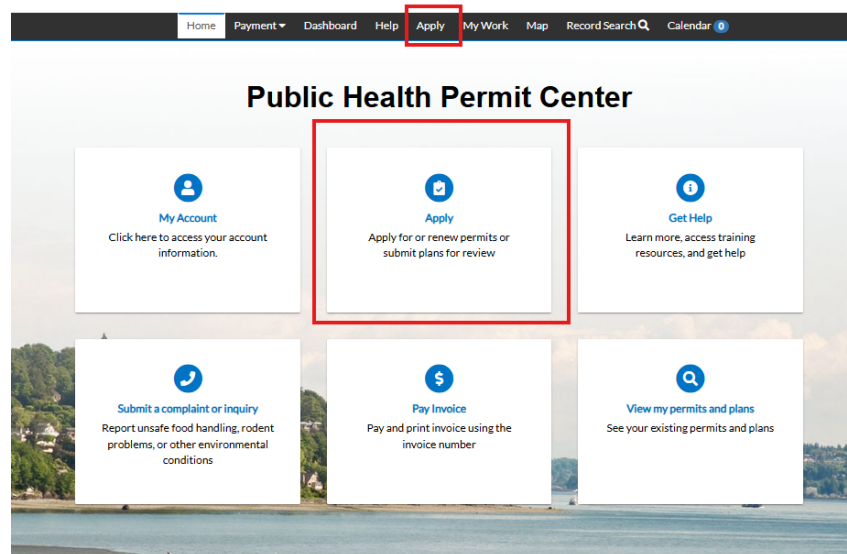 Home Payment Dashboard Help Apply My Work Map Record Search Calendar 0
Public Health Permit Center
My Account
Click here to access your account
information.
Apply
Apply for or renew permits or
submit plans for review
Get Help
Learn more, access training
resources, and get help
Submit a complaint or inquiry
Report unsafe food handling, rodent
problems, or other environmental
conditions
Pay Invoice
Pay and print invoice using the
invoice number
View my permits and plans
See your existing permits and plans